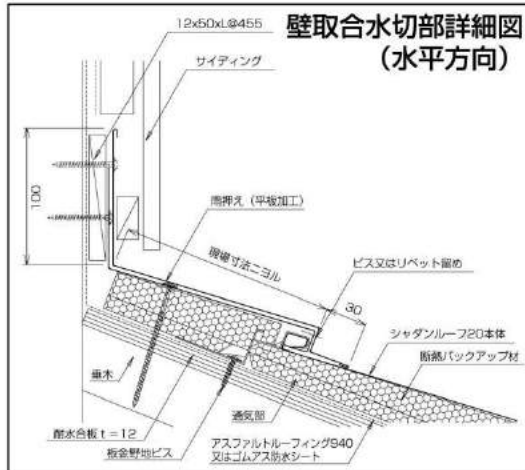 壁取合水切部詳細図
（水平方向）
12x50xL@455
サイディング
100
雨押え（平板加工）
現場寸法ニヨル
ビス又はリベット留め
30
シャダンルーフ20本体
断熱バックアップ材
垂木
通気部
耐水合板ｔ＝12
板金野地ビス
アスファルトルーフィング940
又はゴムアス防水シート